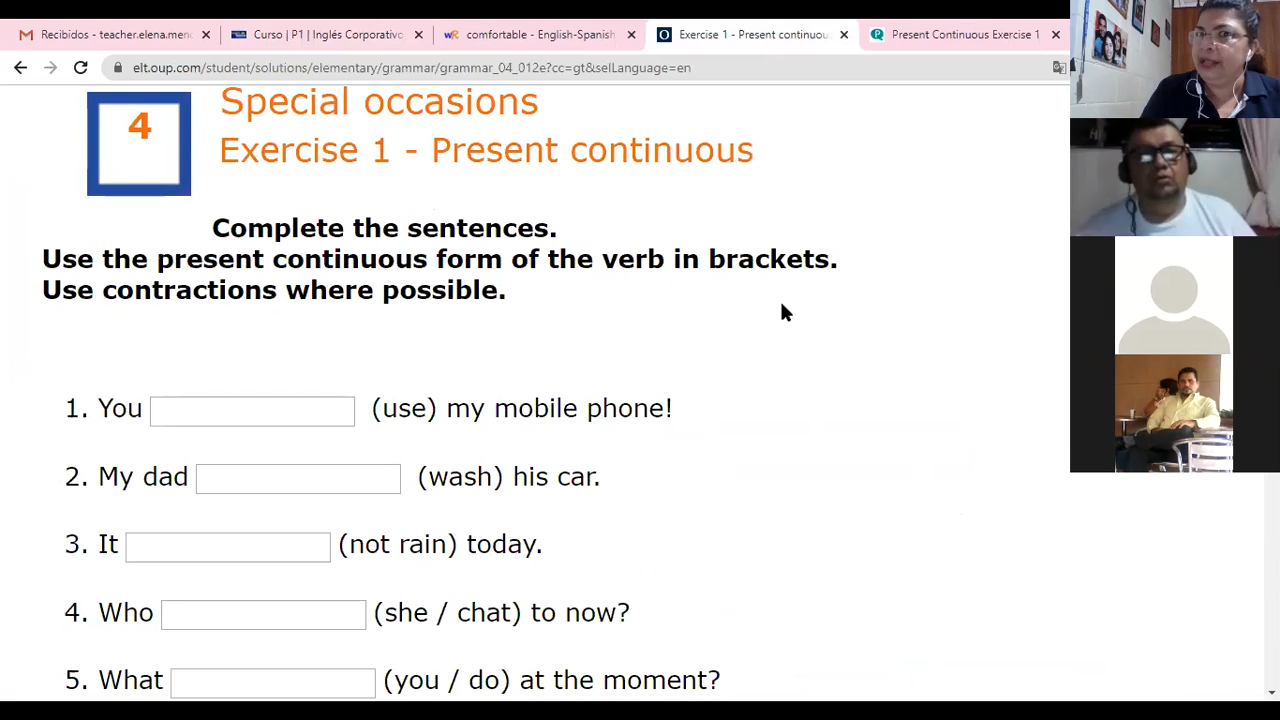 Recibidos - teacher.elena.mend
Curso | P1 | Inglés Corporativo
comfortable - English-Spanish
Exercise 1 - Present continuou
Present Continuous Exercise 1
elt.oup.com/student/solutions/elementary/grammar/grammar_04_012e?cc=gt&selLanguage=en
4
Special occasions
Exercise 1 - Present continuous
Complete the sentences.
Use the present continuous form of the verb in brackets.
Use contractions where possible.
1. You (use) my mobile phone!
2. My dad (wash) his car.
3. It (not rain) today.
4. Who (she / chat) to now?
5. What (you / do) at the moment?